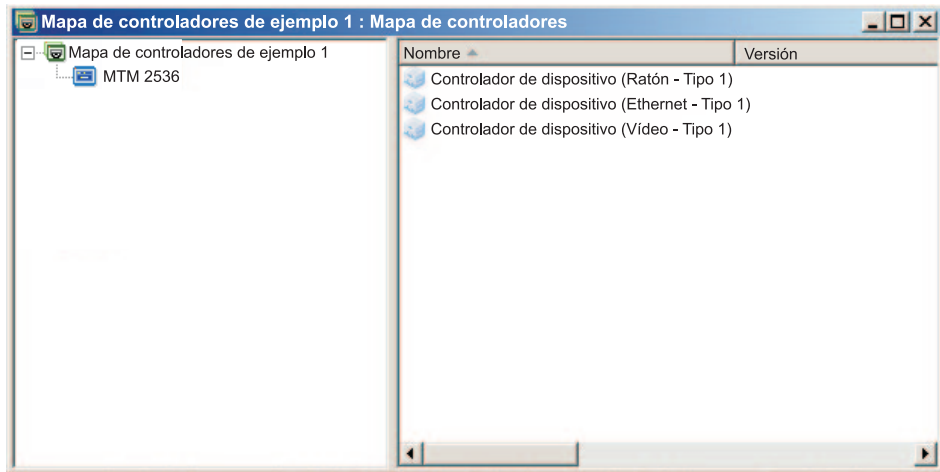 Mapa de controladores de ejemplo 1 : Mapa de controladores
Mapa de controladores de ejemplo 1
MTM 2536
Nombre
Versión
Controlador de dispositivo (Ratón - Tipo 1)
Controlador de dispositivo (Ethernet - Tipo 1)
Controlador de dispositivo (Vídeo - Tipo 1)